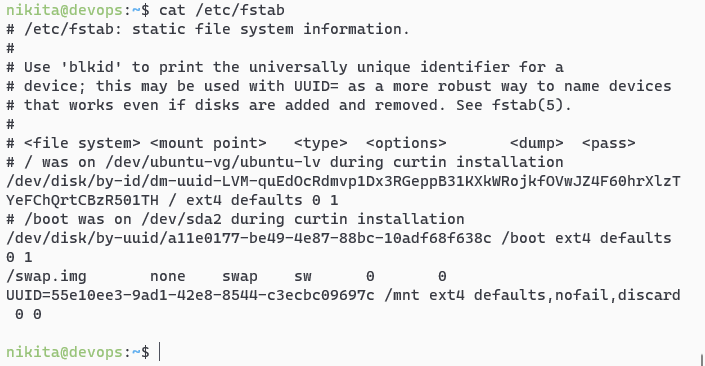 nikita@devops:~$ cat /etc/fstab
# /etc/fstab: static file system information.
#
# Use 'blkid' to print the universally unique identifier for a
# device; this may be used with UUID= as a more robust way to name devices
# that works even if disks are added and removed. See fstab(5).
#
# <file system> <mount point>   <type>  <options>       <dump>  <pass>
# / was on /dev/ubuntu-vg/ubuntu-lv during curtin installation
/dev/disk/by-id/dm-uuid-LVM-quEdOcRdmvp1Dx3RGeppB31KXkWRojkfOVwJZ4F60hrXlzT
YeFChQrtCBzR501TH / ext4 defaults 0 1
# /boot was on /dev/sda2 during curtin installation
/dev/disk/by-uuid/a11e0177-be49-4e87-88bc-10adf68f638c /boot ext4 defaults
0 1
/swap.img       none    swap    sw      0       0
UUID=55e10ee3-9ad1-42e8-8544-c3ecbc09697c /mnt ext4 defaults,nofail,discard
 0 0
nikita@devops:~$